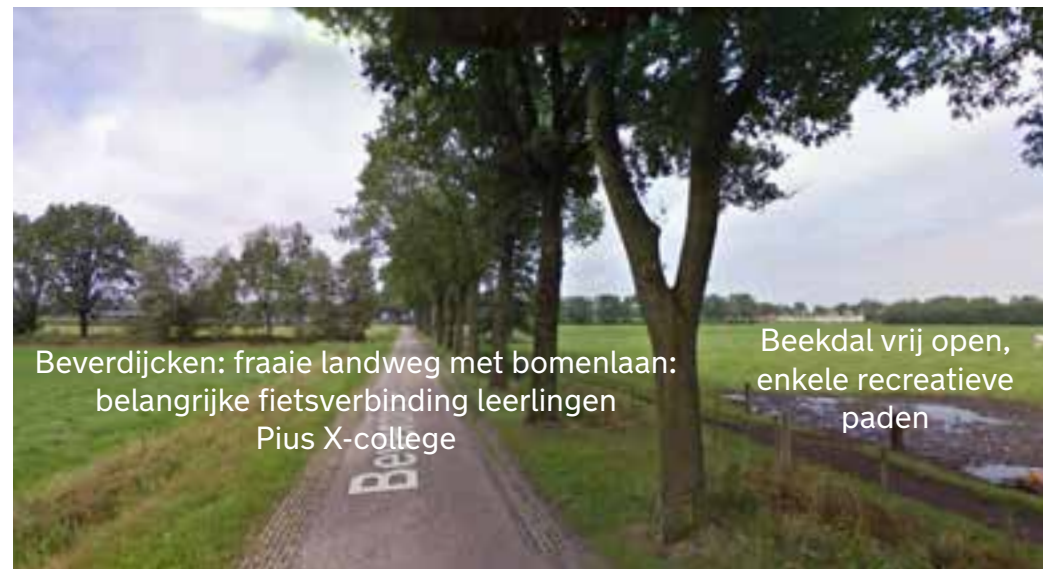 Beverdijcken: fraaie landweg met bomenlaan:
belangrijke fietsverbinding leerlingen
Pius X-college
Beekdal vrij open,
enkele recreatieve
paden